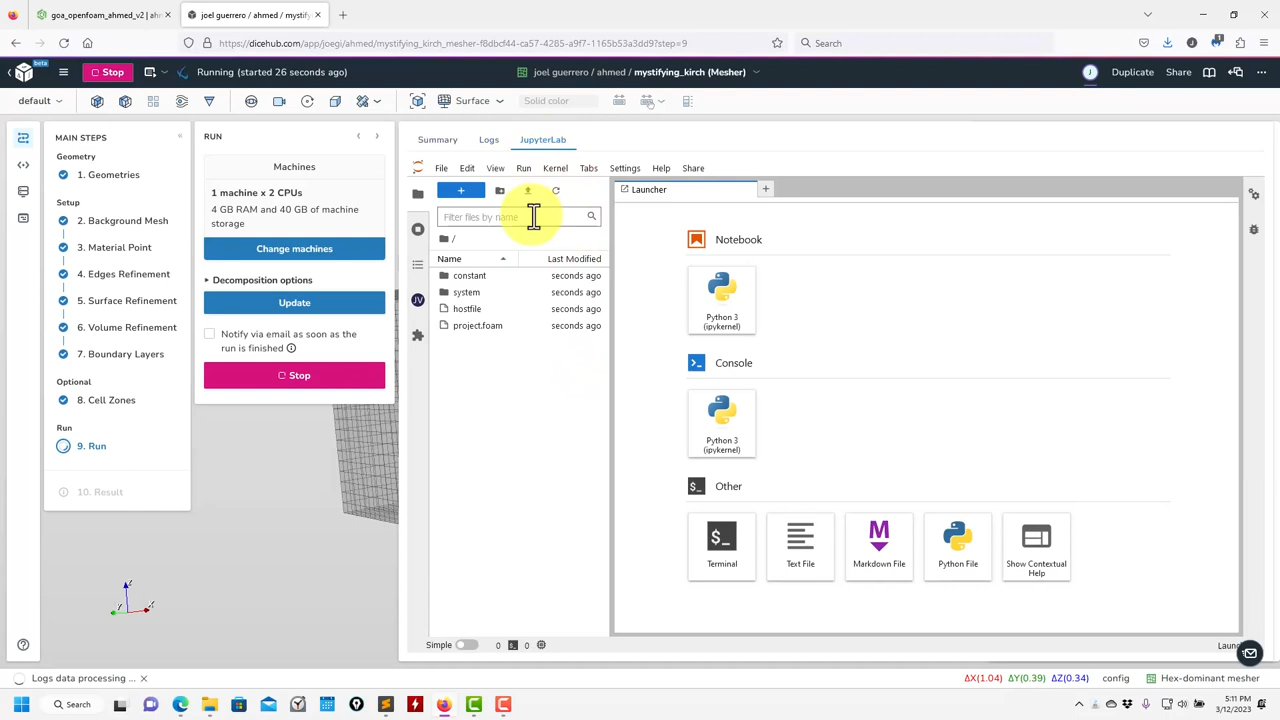 goa_openfoam_ahmed_v2 | ahm
joel guerrero / ahmed / mystify
https://dicehub.com/app/joegi/ahmed/mystifying_kirch_mesher-f8dbcf44-ca57-4285-a9f7-1165b53a3dd9?step=9
Search
beta
Stop
Running (started 26 seconds ago)
joel guerrero / ahmed / mystifying_kirch (Mesher)
J
Duplicate
Share
default
Surface
Solid color
MAIN STEPS
Geometry
1. Geometries
Setup
2. Background Mesh
3. Material Point
4. Edges Refinement
5. Surface Refinement
6. Volume Refinement
7. Boundary Layers
Optional
8. Cell Zones
Run
9. Run
10. Result
RUN
Machines
1 machine x 2 CPUs
4 GB RAM and 40 GB of machine
storage
Change machines
Decomposition options
Update
Notify via email as soon as the
run is finished
Stop
Summary
Logs
JupyterLab
File
Edit
View
Run
Kernel
Tabs
Settings
Help
Share
Filter files by name
/
Name
Last Modified
constant
seconds ago
system
seconds ago
hostfile
seconds ago
project.foam
seconds ago
JV
Simple
0
0
Launcher
Notebook
Python 3
(ipykernel)
Console
Python 3
(ipykernel)
$_ Other
$_
Terminal
Text File
M
Markdown File
Python File
Show Contextual
Help
Laun
Z
Y
X
Logs data processing ...
ΔX(1.04)
ΔY(0.39)
ΔZ(0.34)
config
Hex-dominant mesher
Search
5:11 PM
3/12/2023